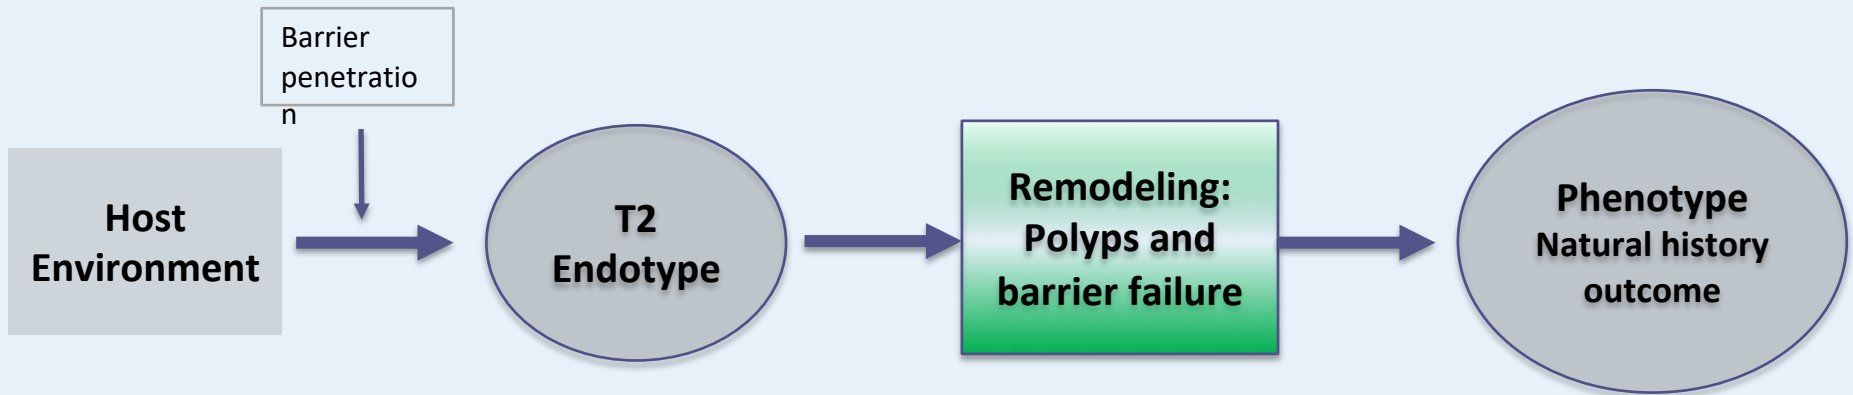 Barrier
penetratio
n
Host
Environment
T2
Endotype
Remodeling:
Polyps and
barrier failure
Phenotype
Natural history
outcome